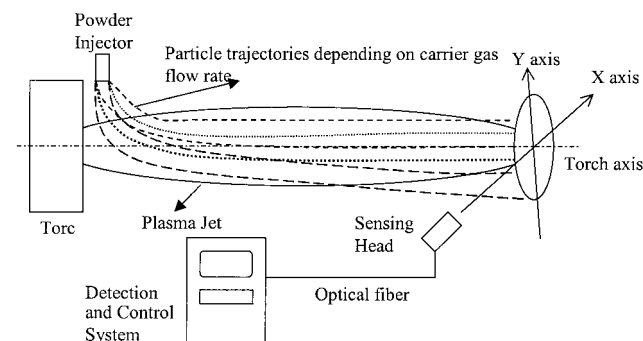 Powder
Injector
Particle trajectories depending on carrier gas
flow rate
Y axis
X axis
Torch axis
Plasma Jet
Torc
Sensing
Head
Optical fiber
Detection
and Control
System